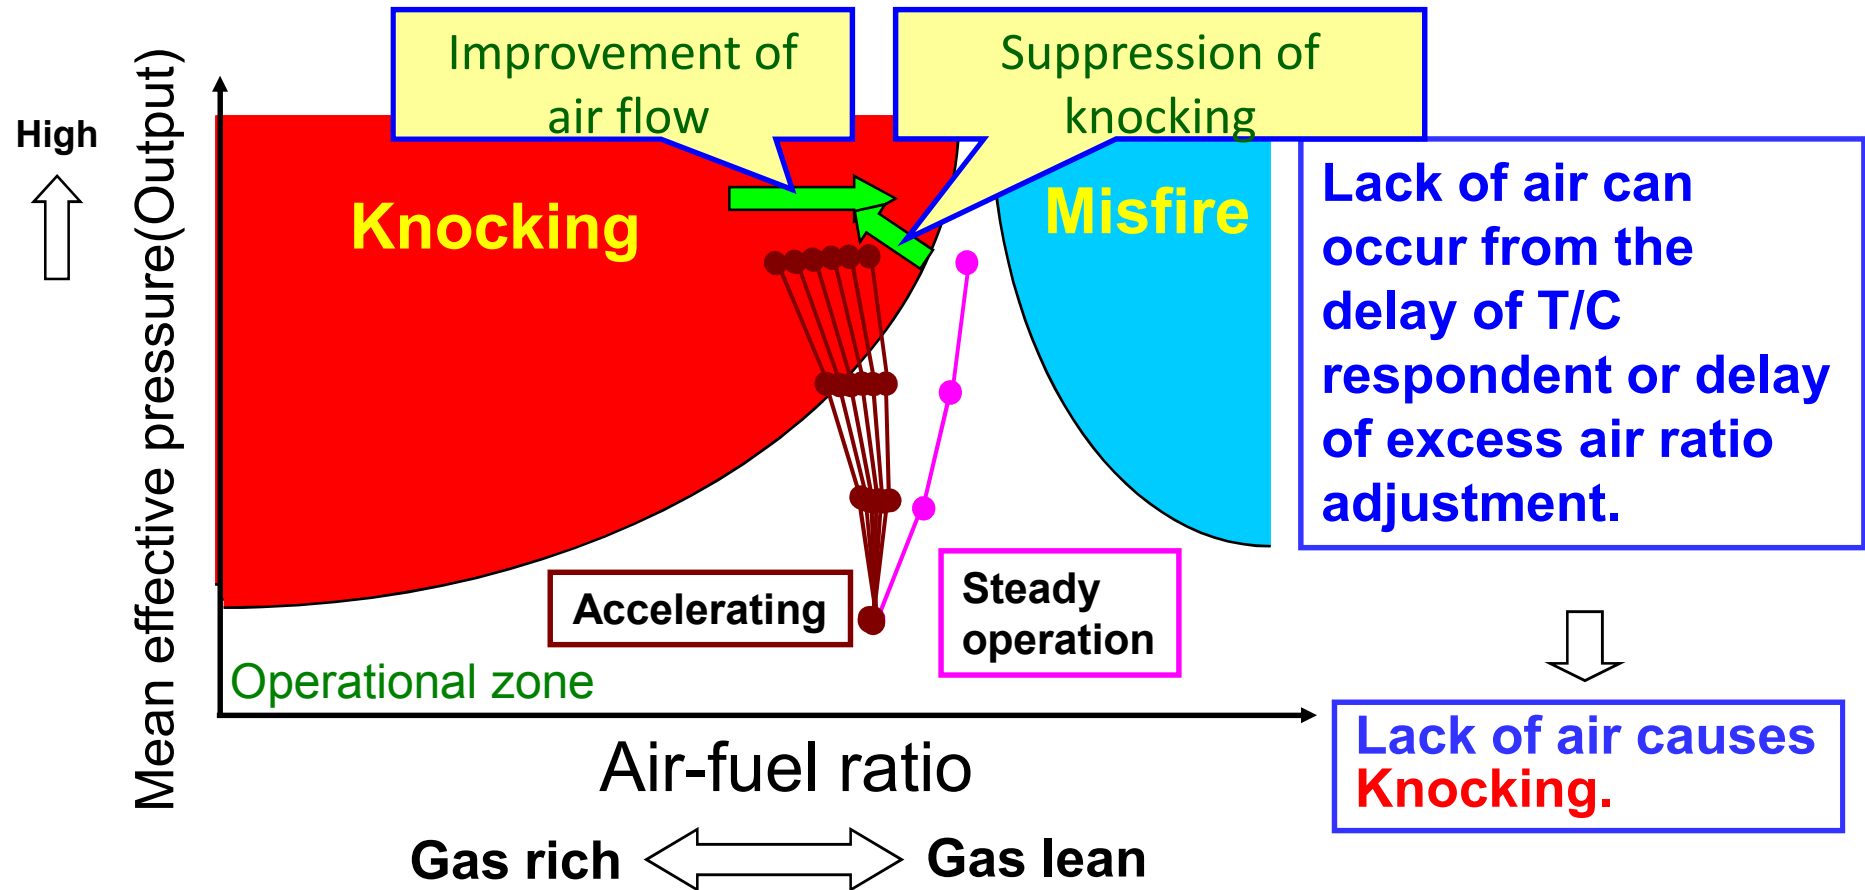 Improvement of
air flow
Suppression of
knocking
Mean effective pressure(Output)
High
Knocking
Misfire
Lack of air can
occur from the
delay of T/C
respondent or delay
of excess air ratio
adjustment.
Accelerating
Steady
operation
Operational zone
Air-fuel ratio
Lack of air causes
Knocking.
Gas rich
Gas lean